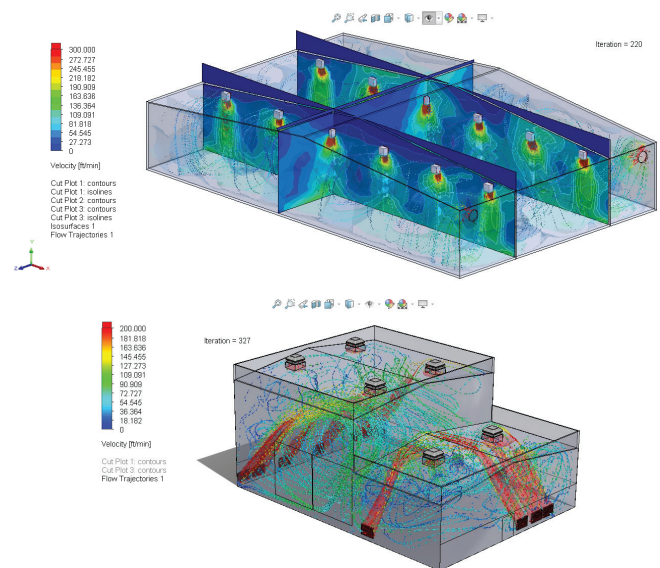 Iteration = 220
300.000
272.727
245.455
218.182
190.909
163.636
136.364
109.091
81.818
54.545
27.273
0
Velocity [ft/min]
Cut Plot 1: contours
Cut Plot 1: isolines
Cut Plot 2: contours
Cut Plot 3: contours
Cut Plot 3: isolines
Isosurfaces 1
Flow Trajectories 1
Y
Z
X
Iteration = 327
200.000
181.818
163.636
145.455
127.273
109.091
90.909
72.727
54.545
36.364
18.182
0
Velocity [ft/min]
Cut Plot 1: contours
Cut Plot 3: contours
Flow Trajectories 1